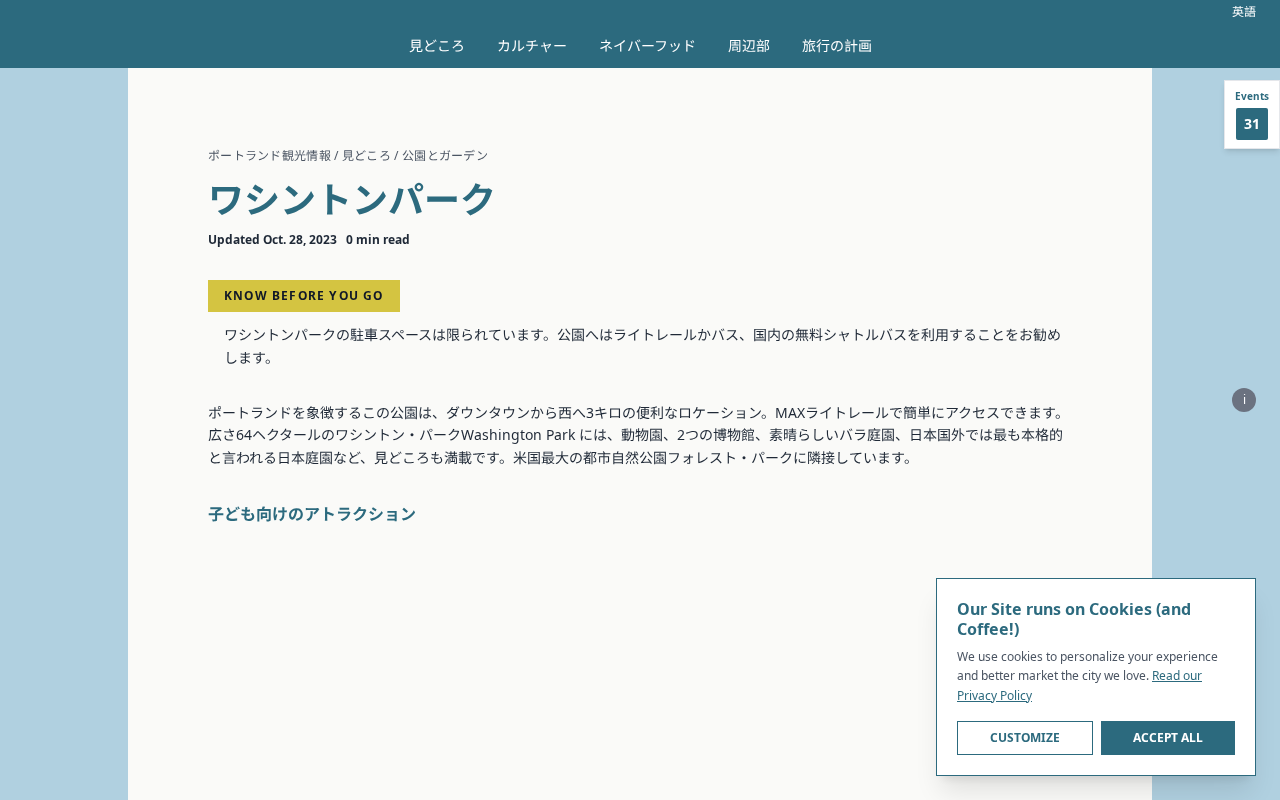 英語
見どころ カルチャー ネイバーフッド 周辺部 旅行の計画
Events
31
ポートランド観光情報 / 見どころ / 公園とガーデン
ワシントンパーク
Updated Oct. 28, 2023 0 min read
KNOW BEFORE YOU GO
ワシントンパークの駐車スペースは限られています。公園へはライトレールかバス、国内の無料シャトルバスを利用することをお勧め
します。
ポートランドを象徴するこの公園は、ダウンタウンから西へ3キロの便利なロケーション。MAXライトレールで簡単にアクセスできます。
広さ64ヘクタールのワシントン・パークWashington Park には、動物園、2つの博物館、素晴らしいバラ庭園、日本国外では最も本格的
と言われる日本庭園など、見どころも満載です。米国最大の都市自然公園フォレスト・パークに隣接しています。
i
子ども向けのアトラクション
Our Site runs on Cookies (and
Coffee!)
We use cookies to personalize your experience
and better market the city we love. Read our
Privacy Policy
CUSTOMIZE ACCEPT ALL